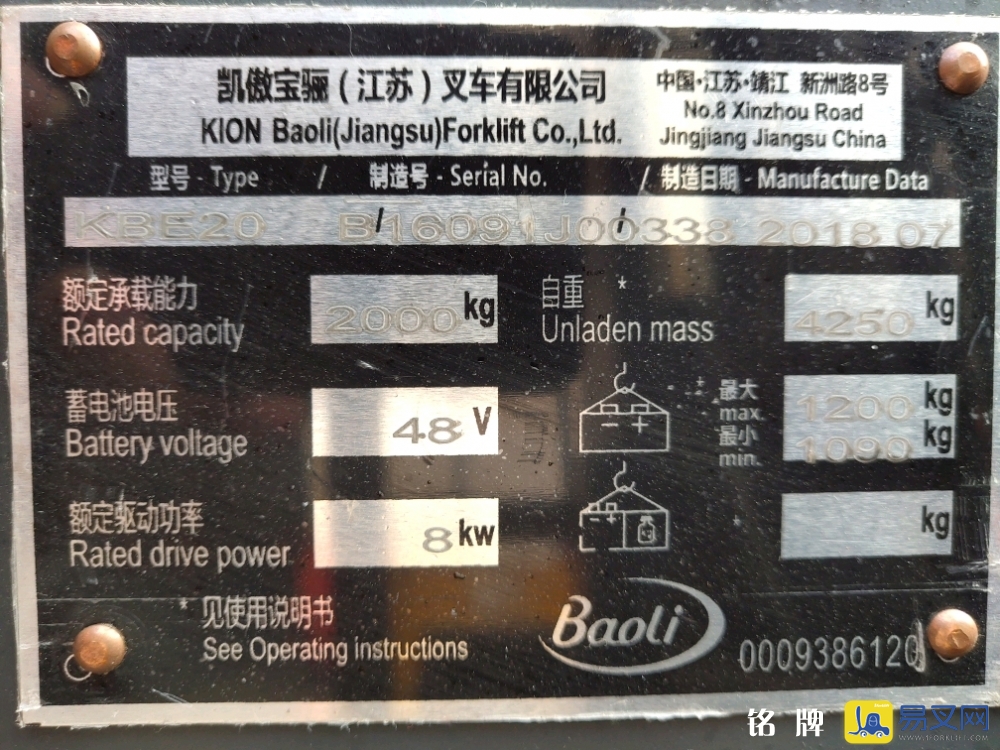 凯傲宝骊（江苏）叉车有限公司
KION Baoli(Jiangsu)Forklift Co.,Ltd.
中国·江苏·靖江 新洲路8号
No.8 Xinzhou Road
Jingjiang Jiangsu China
型号 - Type / 制造号 - Serial No. / 制造日期 - Manufacture Data
KBE20 / B16091J00338 / 2018 07
额定承载能力
Rated capacity
2000 kg
自重 *
Unladen mass
4250 kg
蓄电池电压
Battery voltage
48 V
- +
最大
max.
1200 kg
最小
min.
1090 kg
额定驱动功率
Rated drive power
8 kw
- +
*
kg
* 见使用说明书
See Operating instructions
Baoli
0009386120
铭牌
易叉网